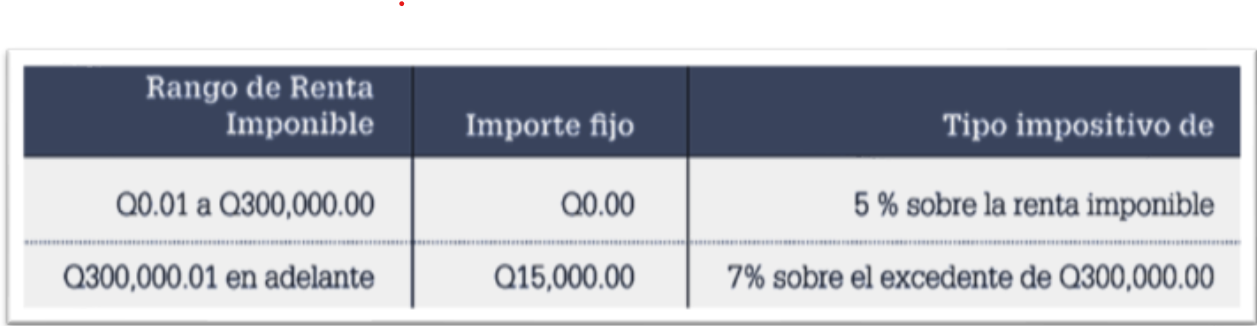 Rango de Renta
Imponible
Importe fijo
Tipo impositivo de
Q0.01 a Q300,000.00
Q0.00
5 % sobre la renta imponible
Q300,000.01 en adelante
Q15,000.00
7% sobre el excedente de Q300,000.00